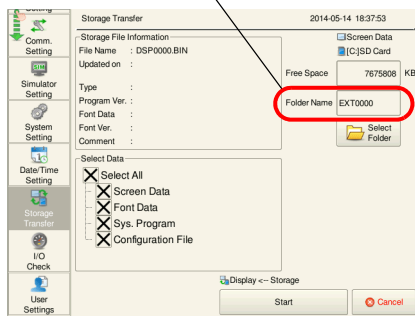 Setting
Storage Transfer
2014-05-14 18:37:53
Comm.
Setting
SIM
Simulator
Setting
System
Setting
Date/Time
Setting
Storage
Transfer
I/O
Check
User
Settings
Storage File Information
File Name : DSP0000.BIN
Updated on :
Type :
Program Ver. :
Font Data :
Font Ver. :
Comment :
Screen Data
[C:]SD Card
Free Space 7675808 KB
Folder Name EXT0000
Select
Folder
Select Data
Select All
Screen Data
Font Data
Sys. Program
Configuration File
Display <-- Storage
Start
Cancel